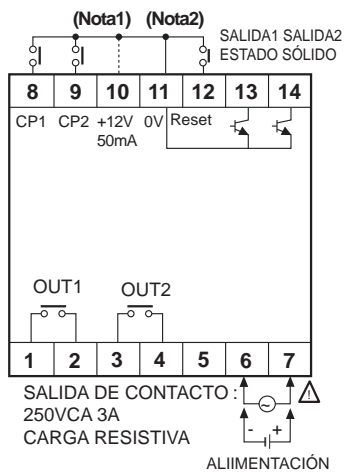 (Nota1) (Nota2)
SALIDA1 SALIDA2
ESTADO SÓLIDO
8 9 10 11 12 13 14
CP1 CP2 +12V 0V Reset
50mA
OUT1 OUT2
1 2 3 4 5 6 7
SALIDA DE CONTACTO :
250VCA 3A
CARGA RESISTIVA
- +
ALIIMENTACIÓN